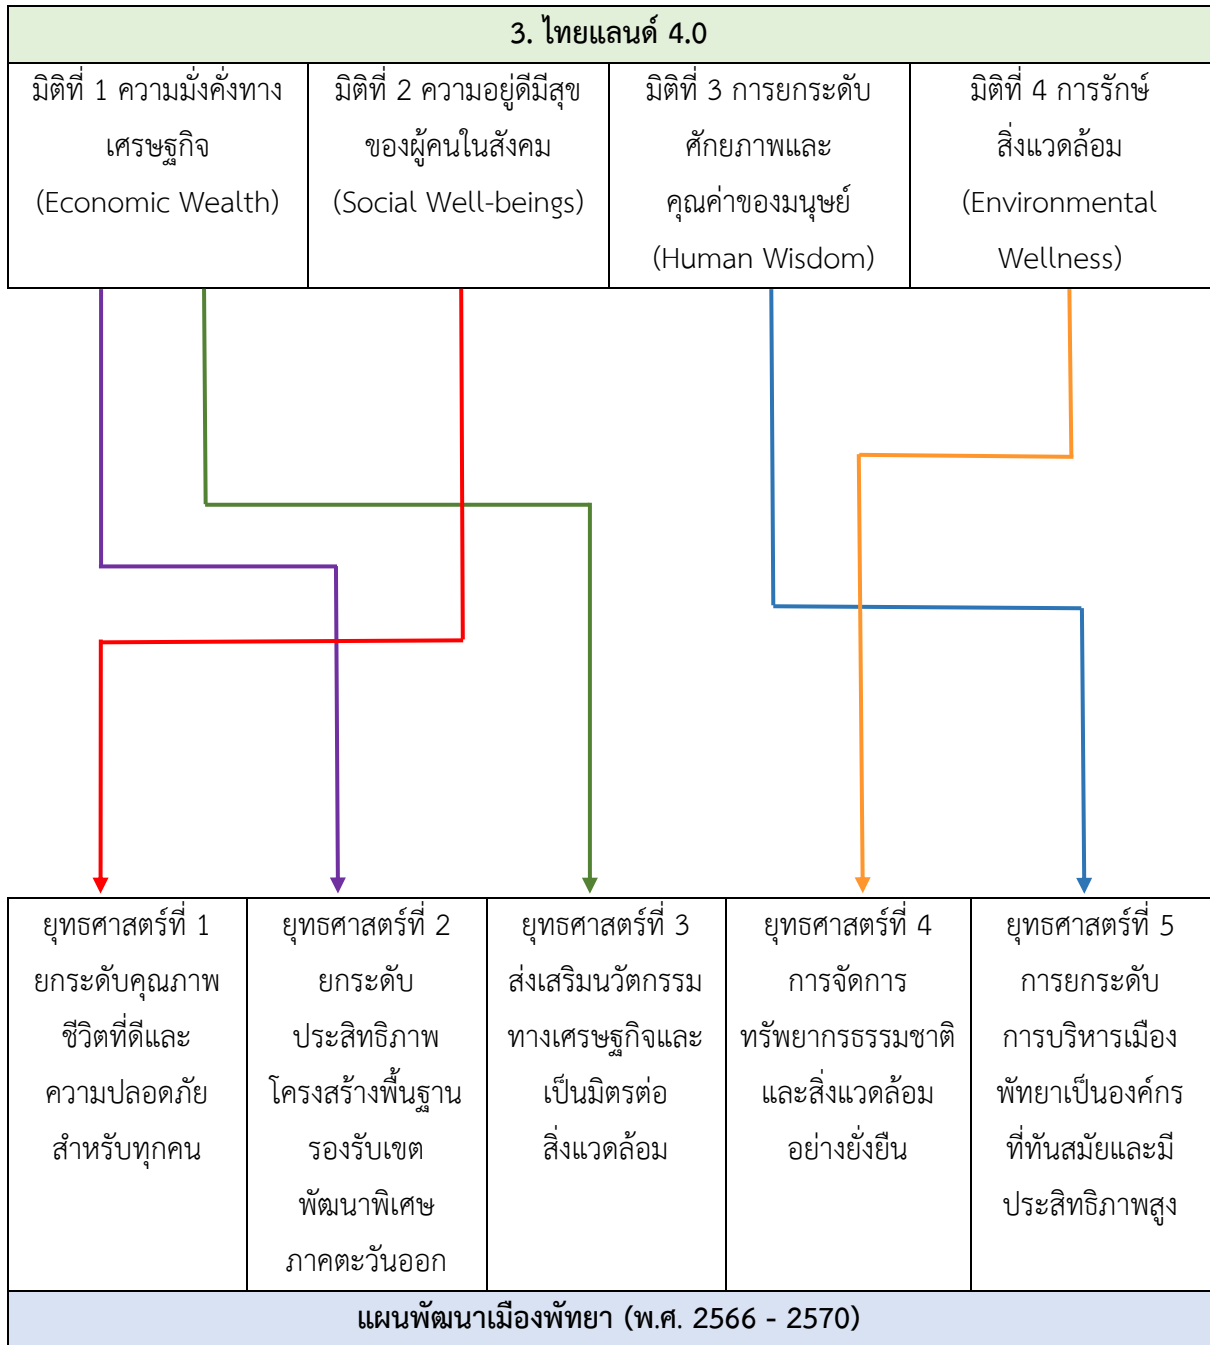 3. ไทยแลนด์ 4.0
มิติที่ 1 ความมั่งคั่งทาง
เศรษฐกิจ
(Economic Wealth)
มิติที่ 2 ความอยู่ดีมีสุข
ของผู้คนในสังคม
(Social Well-beings)
มิติที่ 3 การยกระดับ
ศักยภาพและ
คุณค่าของมนุษย์
(Human Wisdom)
มิติที่ 4 การรักษ์
สิ่งแวดล้อม
(Environmental
Wellness)
ยุทธศาสตร์ที่ 1
ยกระดับคุณภาพ
ชีวิตที่ดีและ
ความปลอดภัย
สำหรับทุกคน
ยุทธศาสตร์ที่ 2
ยกระดับ
ประสิทธิภาพ
โครงสร้างพื้นฐาน
รองรับเขต
พัฒนาพิเศษ
ภาคตะวันออก
ยุทธศาสตร์ที่ 3
ส่งเสริมนวัตกรรม
ทางเศรษฐกิจและ
เป็นมิตรต่อ
สิ่งแวดล้อม
ยุทธศาสตร์ที่ 4
การจัดการ
ทรัพยากรธรรมชาติ
และสิ่งแวดล้อม
อย่างยั่งยืน
ยุทธศาสตร์ที่ 5
การยกระดับ
การบริหารเมือง
พัทยาเป็นองค์กร
ที่ทันสมัยและมี
ประสิทธิภาพสูง
แผนพัฒนาเมืองพัทยา (พ.ศ. 2566 - 2570)